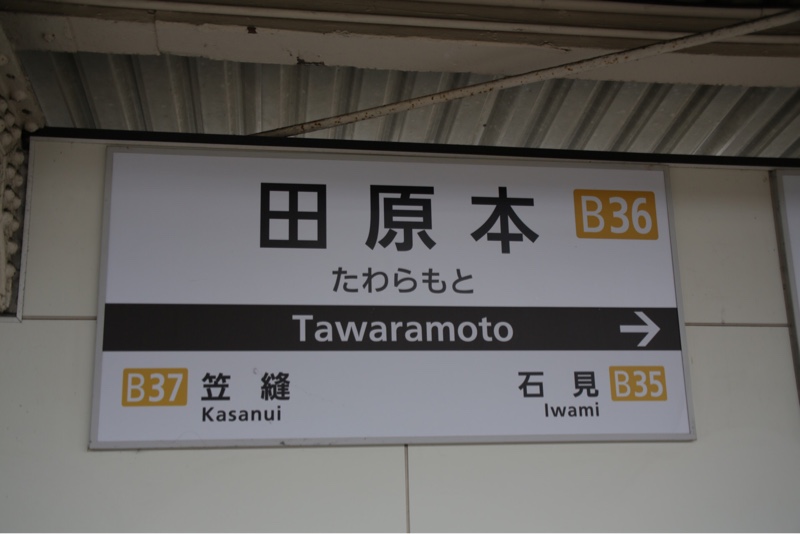 田原本 B36
たわらもと
Tawaramoto →
B37 笠縫 石見 B35
Kasanui Iwami